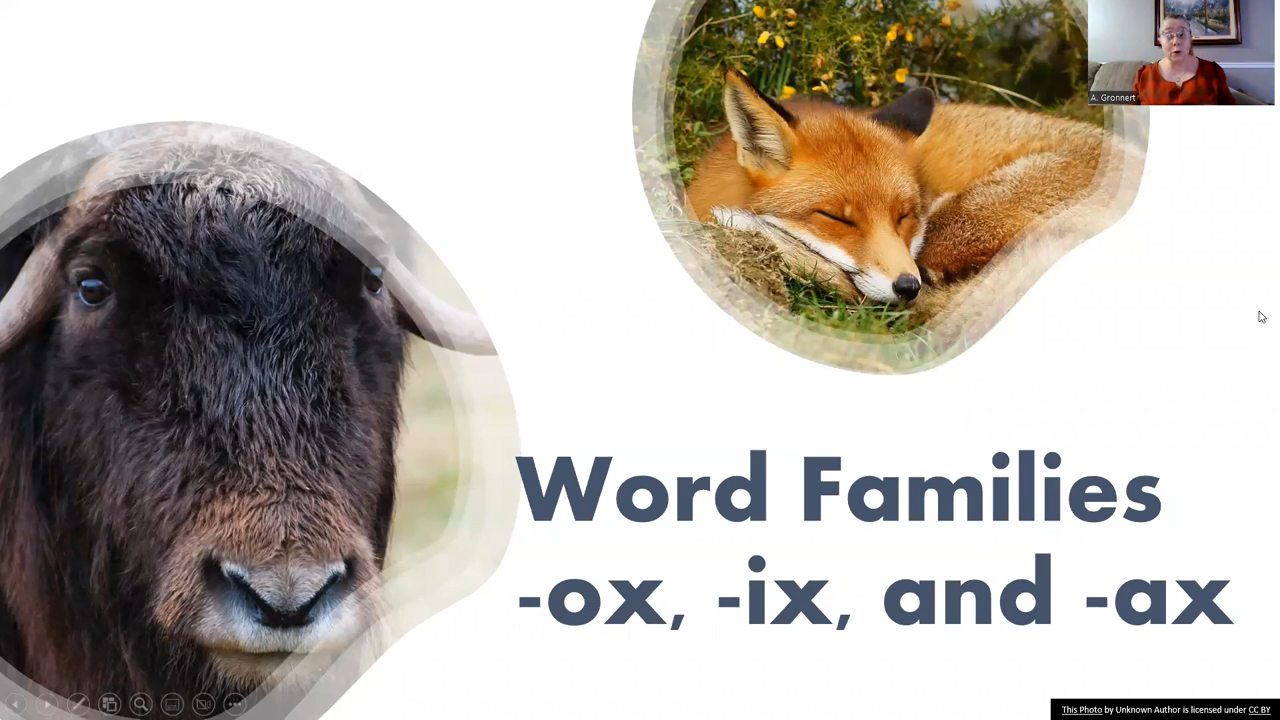 A. Gronnert
Word Families
-ox, -ix, and -ax
This Photo by Unknown Author is licensed under CC BY